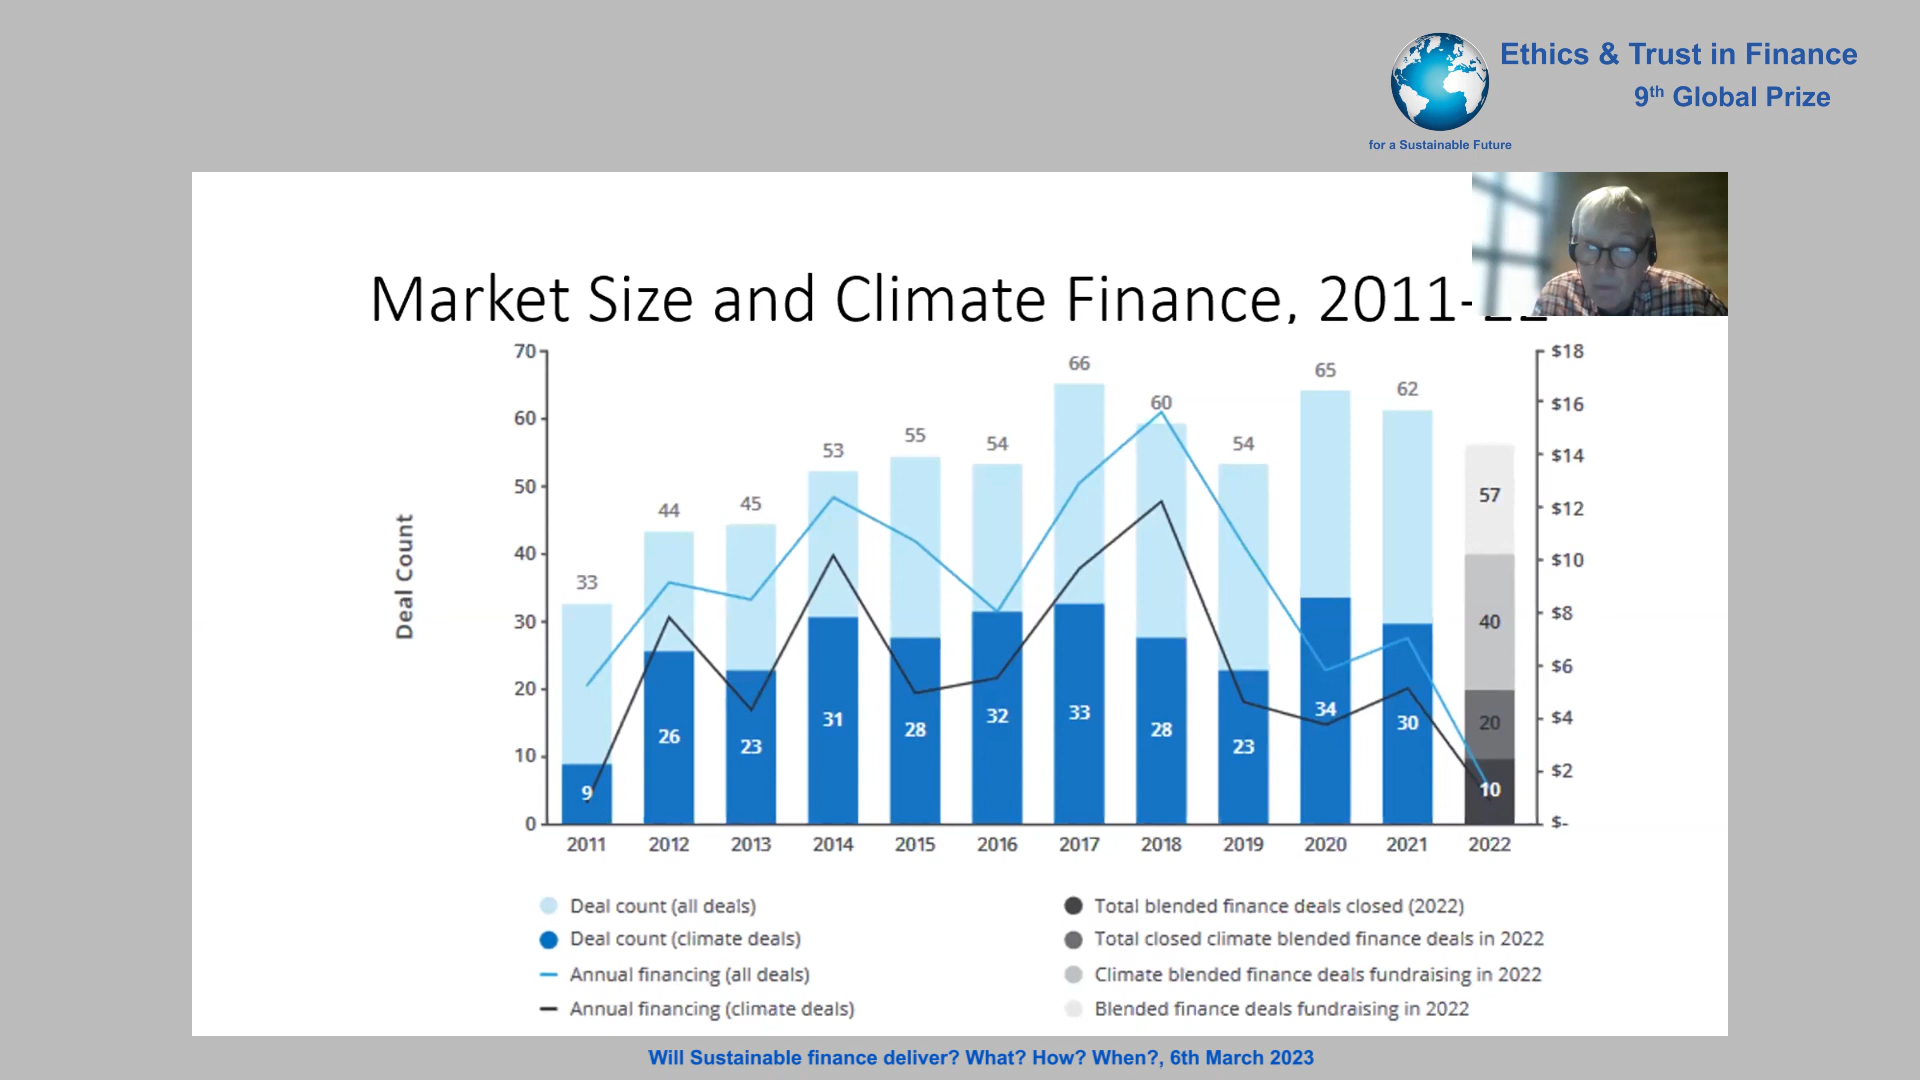 Ethics & Trust in Finance
9th Global Prize
for a Sustainable Future
Market Size and Climate Finance, 2011-
70
60
50
40
30
20
10
0
Deal Count
33
44
45
53
55
54
66
60
54
65
62
57
40
20
10
9
26
23
31
28
32
33
28
23
34
30
$18
$16
$14
$12
$10
$8
$6
$4
$2
$-
2011 2012 2013 2014 2015 2016 2017 2018 2019 2020 2021 2022
Deal count (all deals)
Deal count (climate deals)
Annual financing (all deals)
Annual financing (climate deals)
Total blended finance deals closed (2022)
Total closed climate blended finance deals in 2022
Climate blended finance deals fundraising in 2022
Blended finance deals fundraising in 2022
Will Sustainable finance deliver? What? How? When?, 6th March 2023